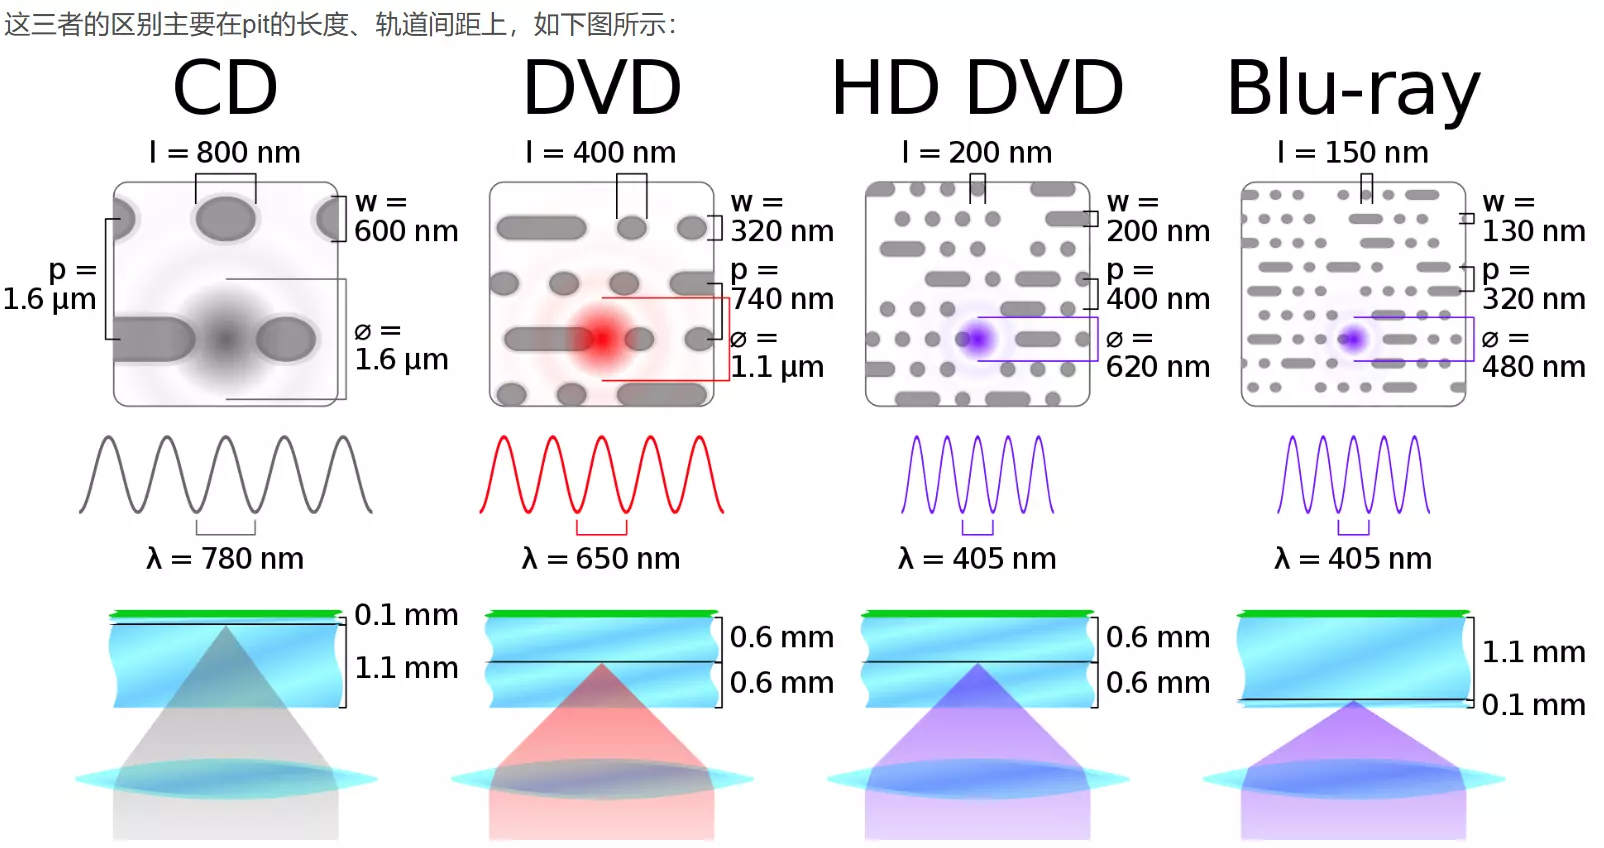 这三者的区别主要在pit的长度、轨道间距上，如下图所示：
CD
DVD
HD DVD
Blu-ray
l = 800 nm
l = 400 nm
l = 200 nm
l = 150 nm
w =
600 nm
p =
1.6 µm
⌀ =
1.6 µm
w =
320 nm
p =
740 nm
⌀ =
1.1 µm
w =
200 nm
p =
400 nm
⌀ =
620 nm
w =
130 nm
p =
320 nm
⌀ =
480 nm
λ = 780 nm
λ = 650 nm
λ = 405 nm
λ = 405 nm
0.1 mm
1.1 mm
0.6 mm
0.6 mm
0.6 mm
0.6 mm
1.1 mm
0.1 mm